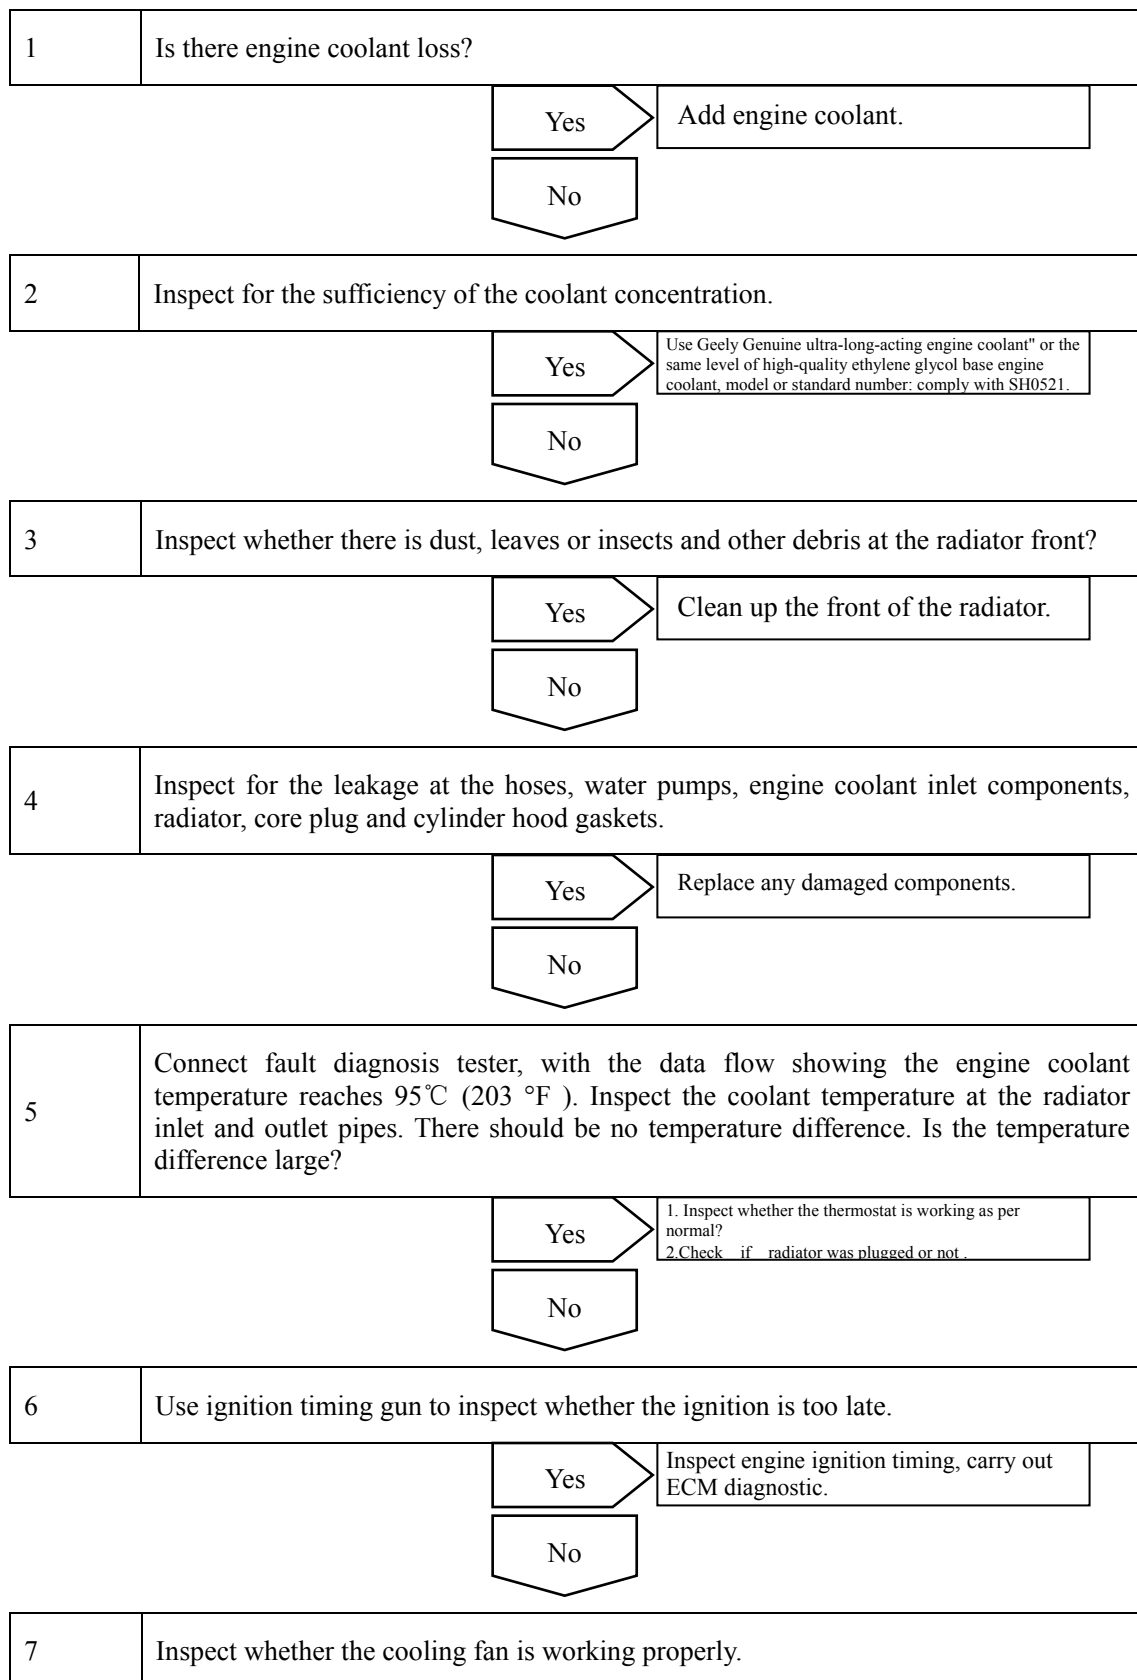 1 Is there engine coolant loss?
Yes Add engine coolant.
No
2 Inspect for the sufficiency of the coolant concentration.
Yes
Use Geely Genuine ultra-long-acting engine coolant" or the
same level of high-quality ethylene glycol base engine
coolant, model or standard number: comply with SH0521.
No
3 Inspect whether there is dust, leaves or insects and other debris at the radiator front?
Yes Clean up the front of the radiator.
No
4
Inspect for the leakage at the hoses, water pumps, engine coolant inlet components,
radiator, core plug and cylinder hood gaskets.
Yes Replace any damaged components.
No
5
Connect fault diagnosis tester, with the data flow showing the engine coolant
temperature reaches 95℃ (203 °F ). Inspect the coolant temperature at the radiator
inlet and outlet pipes. There should be no temperature difference. Is the temperature
difference large?
Yes
1. Inspect whether the thermostat is working as per
normal?
2.Check if radiator was plugged or not .
No
6 Use ignition timing gun to inspect whether the ignition is too late.
Yes
Inspect engine ignition timing, carry out
ECM diagnostic.
No
7 Inspect whether the cooling fan is working properly.